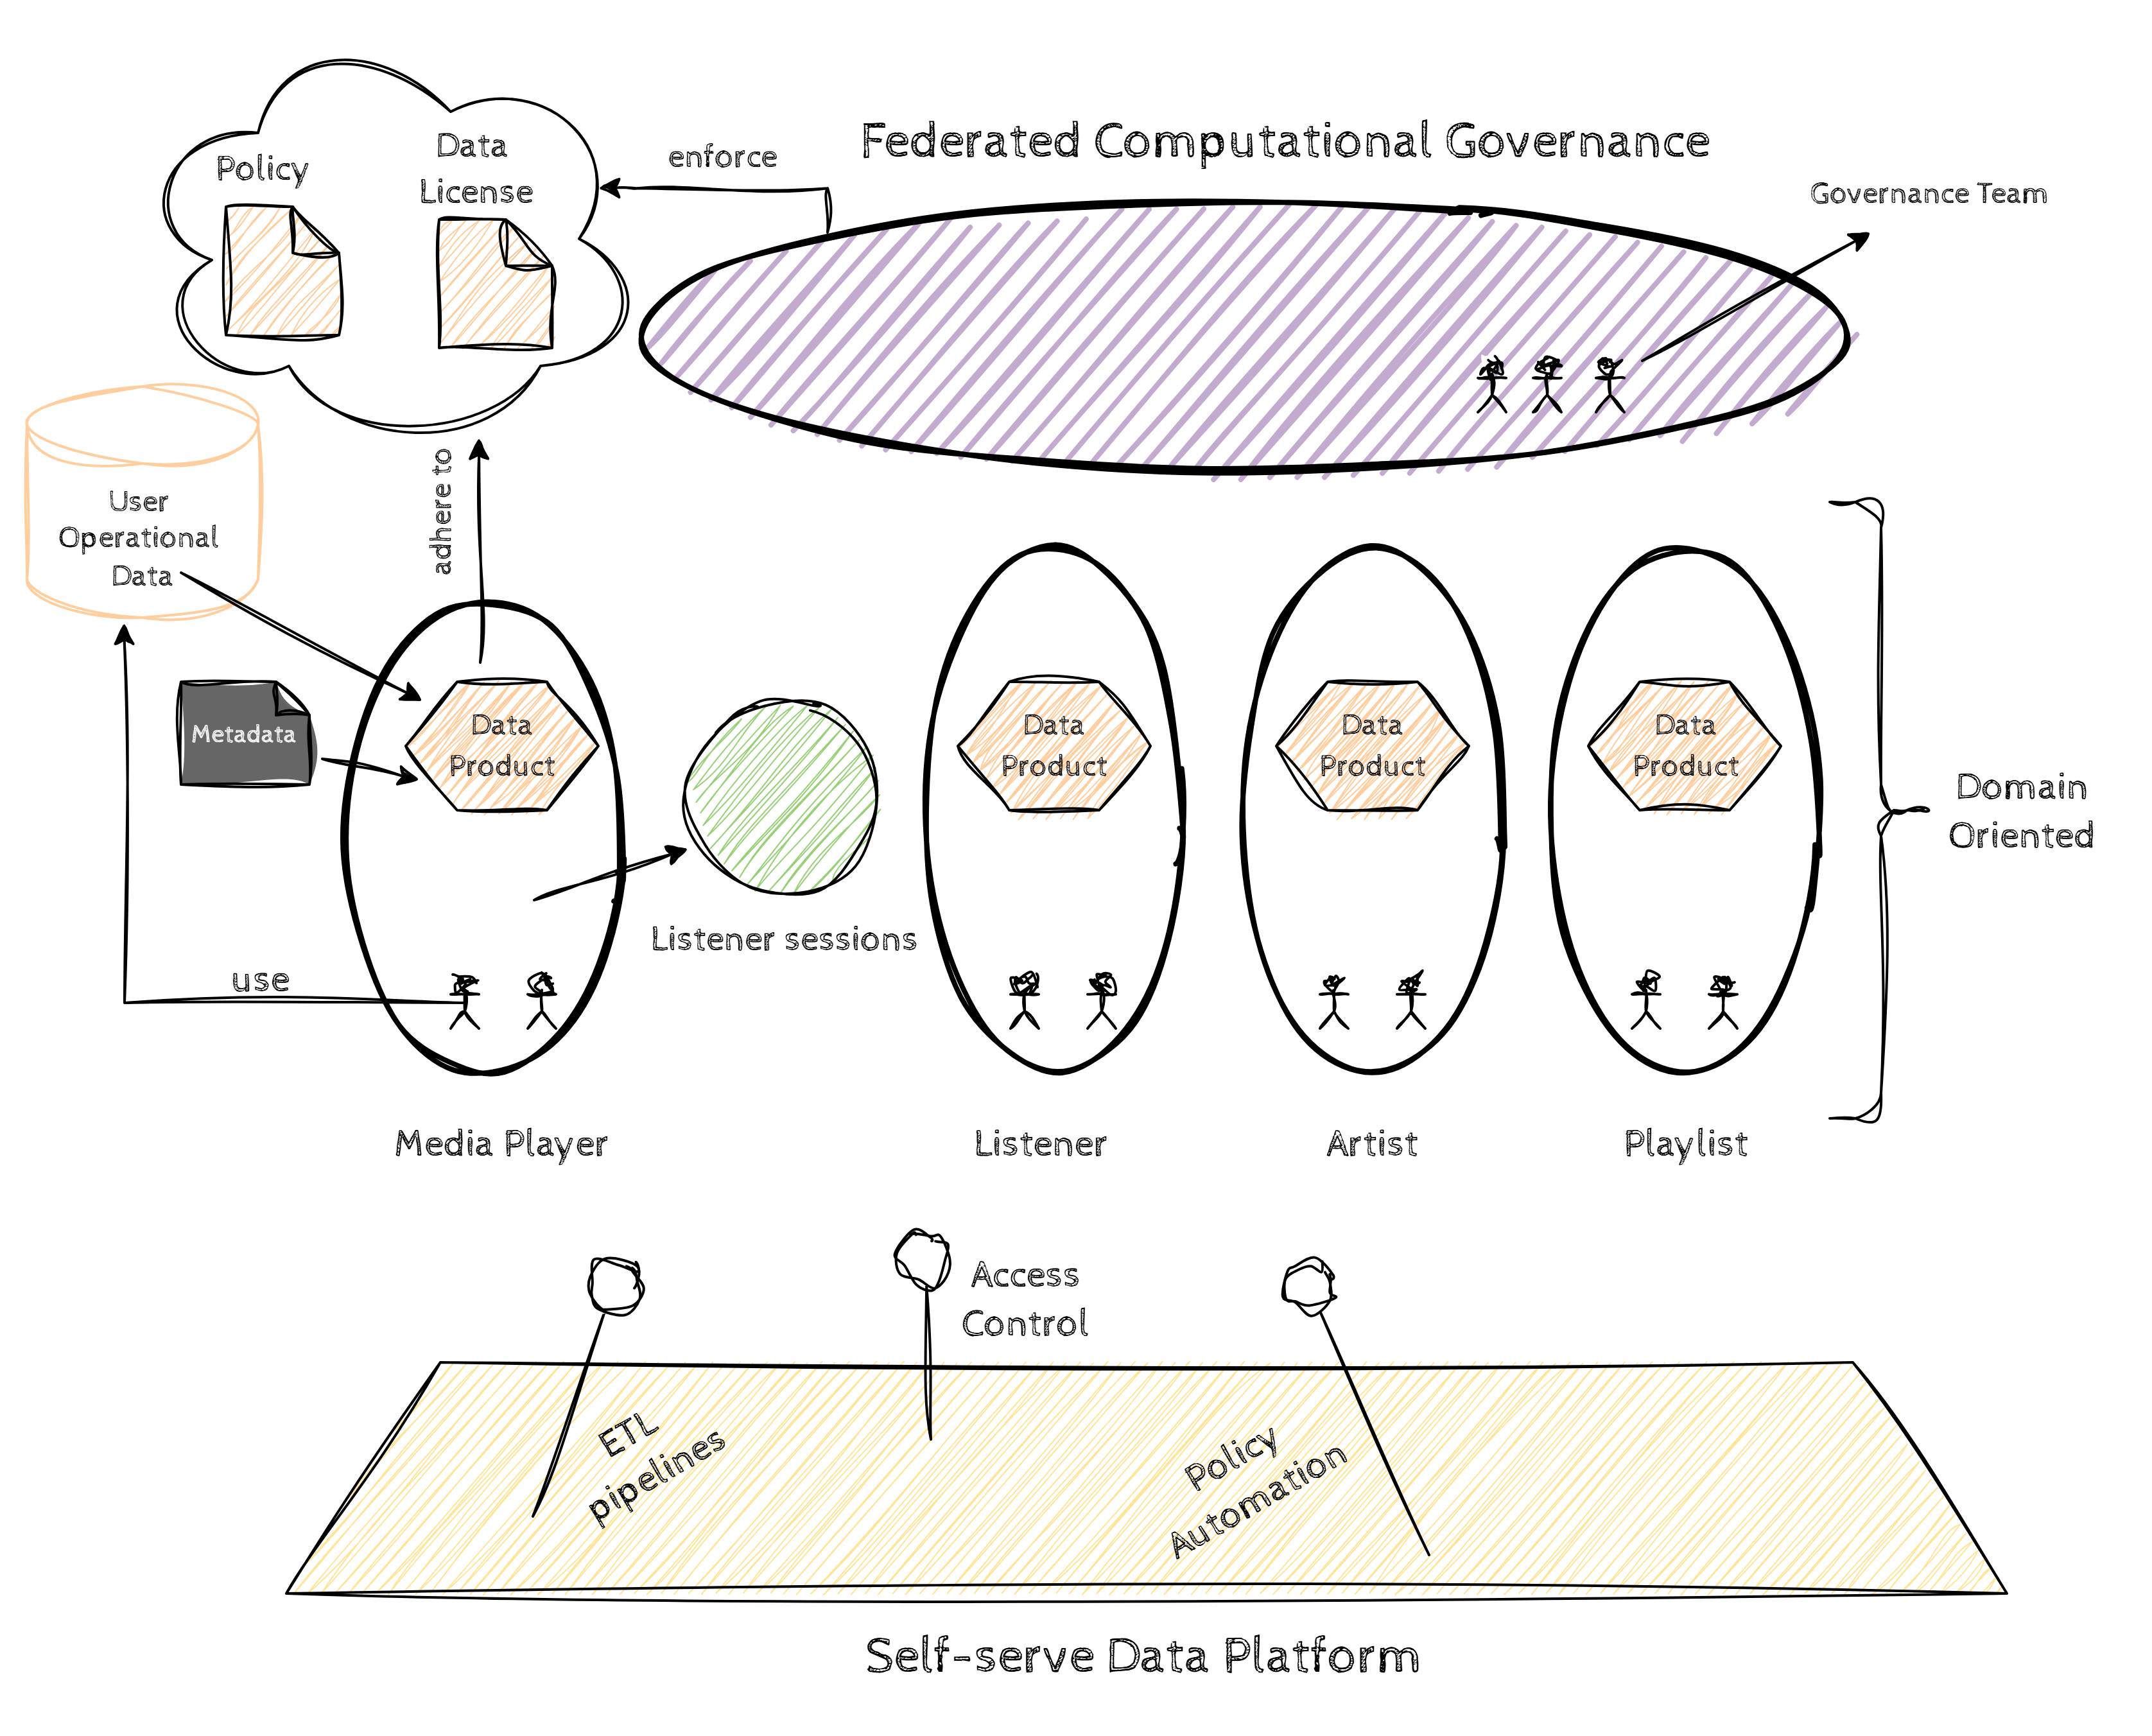 Federated Computational Governance
Policy
Data
License
enforce
Governance Team
User
Operational
Data
adhere to
Metadata
Data
Product
Data
Product
Data
Product
Data
Product
Domain
Oriented
Listener sessions
use
Media Player
Listener
Artist
Playlist
Access
Control
ETL
pipelines
Policy
Automation
Self-serve Data Platform